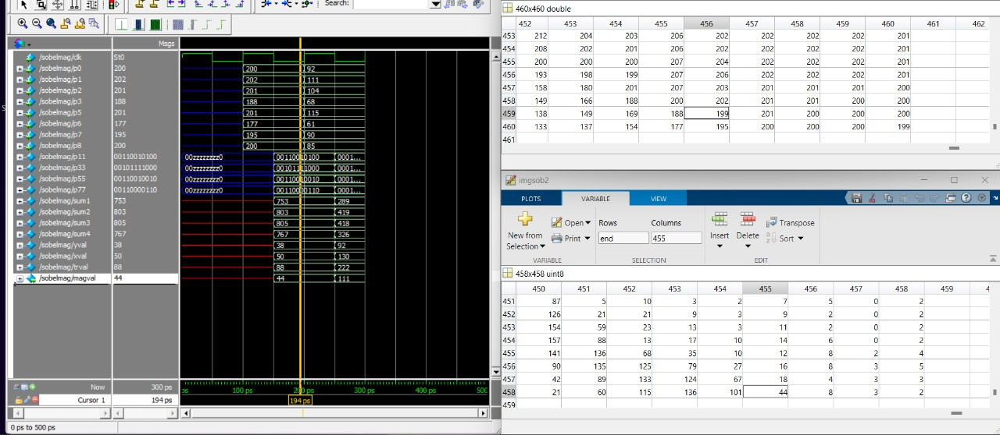 Search:
Msgs
/sobelmag/clk St0
/sobelmag/p0 200 200 92
/sobelmag/p1 202 202 111
/sobelmag/p2 201 201 104
/sobelmag/p3 188 188 68
/sobelmag/p5 201 201 115
/sobelmag/p6 177 177 61
/sobelmag/p7 195 195 90
/sobelmag/p8 200 200 85
/sobelmag/p11 00110010100 00zzzzzzzz0 00110010100 0001...
/sobelmag/p33 00101111000 00zzzzzzzz0 00101111000 0001...
/sobelmag/p55 00110010010 00zzzzzzzz0 00110010010 0001...
/sobelmag/p77 00110000110 00zzzzzzzz0 00110000110 0001...
/sobelmag/sum1 753 753 289
/sobelmag/sum2 803 803 419
/sobelmag/sum3 805 805 418
/sobelmag/sum4 767 767 326
/sobelmag/yval 38 38 92
/sobelmag/xval 50 50 130
/sobelmag/trval 88 88 222
/sobelmag/magval 44 44 111
Now 300 ps ps 100 ps 200 ps 300 ps 400 ps 500
Cursor 1 194 ps 194 ps
0 ps to 500 ps
460x460 double
452 453 454 455 456 457 458 459 460 461 462
453 212 204 201 206 202 202 202 202 201
454 208 202 201 206 202 202 202 202 201
455 200 200 200 207 204 202 202 202 201
456 193 198 199 207 206 202 202 202 201
457 158 180 201 207 203 201 201 200 200
458 149 166 188 200 202 201 201 200 200
459 138 149 169 188 199 201 200 200 200
460 133 137 154 177 195 200 200 200 199
461
imgsob2
PLOTS VARIABLE VIEW
New from Selection
Open
Print
Rows Columns
end 455
Insert Delete
Transpose
Sort
VARIABLE SELECTION EDIT
458x458 uint8
450 451 452 453 454 455 456 457 458 459 4
451 87 5 10 3 2 7 5 0 2
452 126 21 21 9 3 9 2 0 2
453 154 59 23 13 3 11 2 0 2
454 157 88 13 17 10 14 6 0 2
455 141 136 68 35 10 12 8 2 4
456 90 135 125 79 27 16 8 3 5
457 42 89 133 124 67 18 4 3 3
458 21 60 115 136 101 44 8 3 2
459